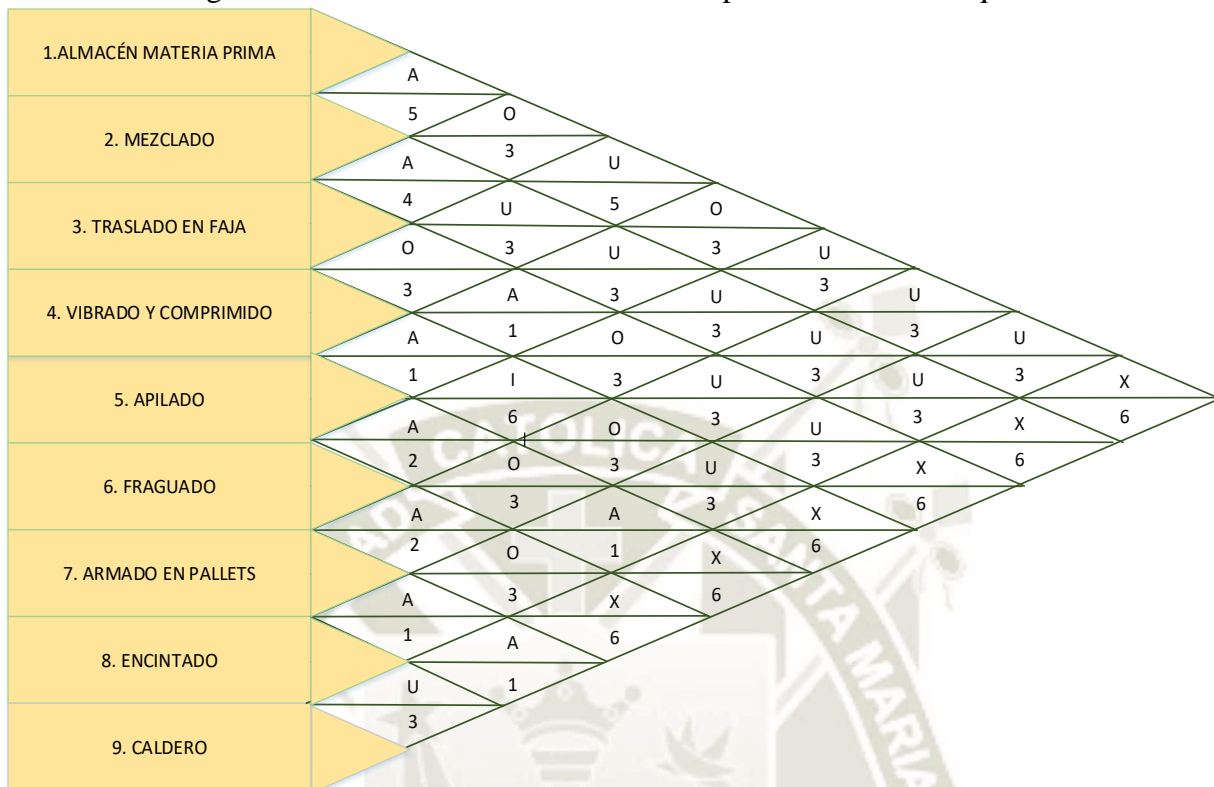 1.ALMACÉN MATERIA PRIMA
A
5 O
2. MEZCLADO
3
A U
4 U 5 O
3. TRASLADO EN FAJA
O 3 U 3 U
3 A 3 U 3 U
4. VIBRADO Y COMPRIMIDO
A 1 O 3 U 3 U
1 I 3 U 3 U 3 X
5. APILADO
A 6 O 3 U 3 X 6
2 O 3 U 3 X 6
6. FRAGUADO
A 3 A 3 X 6
2 O 1 X 6
7. ARMADO EN PALLETS
A 3 X 6
1 A 6
8. ENCINTADO
U 1
3
9. CALDERO
CATOLICA
SANTA MARIA